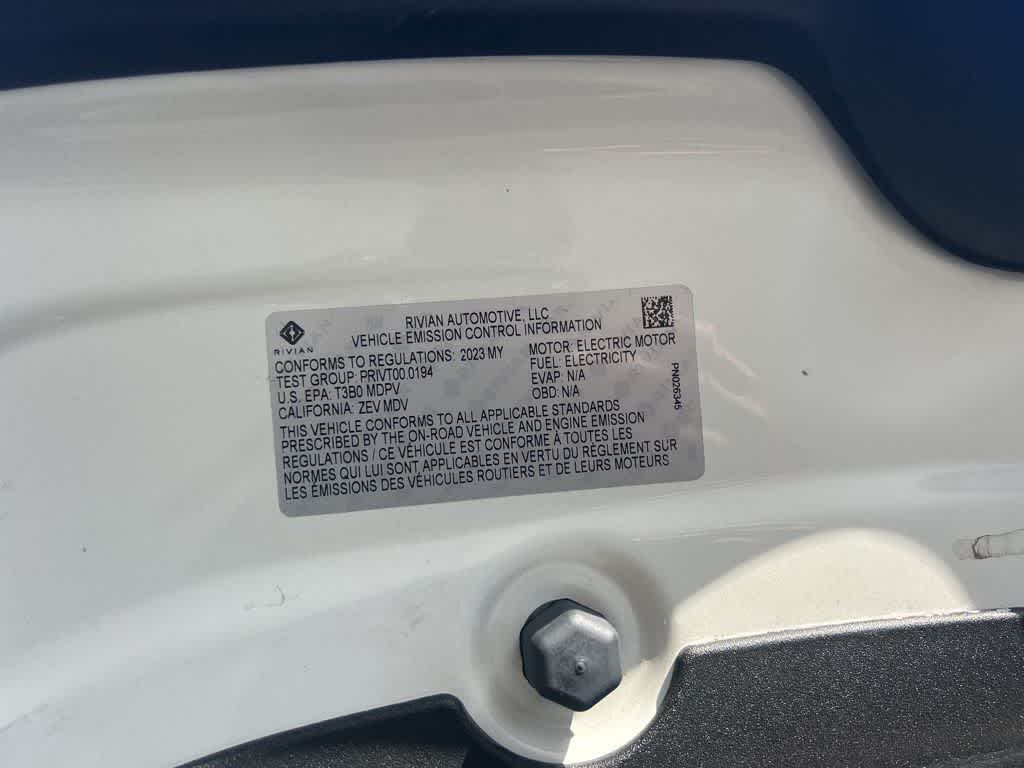 RIVIAN
RIVIAN AUTOMOTIVE, LLC
VEHICLE EMISSION CONTROL INFORMATION
CONFORMS TO REGULATIONS: 2023 MY
TEST GROUP: PRIVT00.0194
U.S. EPA: T3B0 MDPV
CALIFORNIA: ZEV MDV
MOTOR: ELECTRIC MOTOR
FUEL: ELECTRICITY
EVAP: N/A
OBD: N/A
PN026345
THIS VEHICLE CONFORMS TO ALL APPLICABLE STANDARDS
PRESCRIBED BY THE ON-ROAD VEHICLE AND ENGINE EMISSION
REGULATIONS / CE VÉHICULE EST CONFORME À TOUTES LES
NORMES QUI LUI SONT APPLICABLES EN VERTU DU RÈGLEMENT SUR
LES ÉMISSIONS DES VÉHICULES ROUTIERS ET DE LEURS MOTEURS